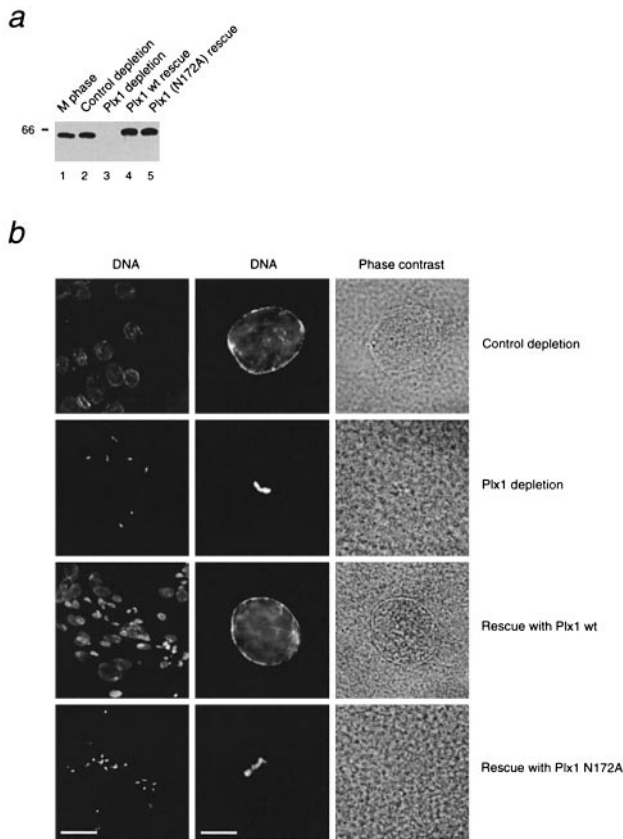 a
M phase
Control depletion
Plx1 depletion
Plx1 wt rescue
Plx1 (N172A) rescue
66 -
1 2 3 4 5
b
DNA DNA Phase contrast
Control depletion
Plx1 depletion
Rescue with Plx1 wt
Rescue with Plx1 N172A